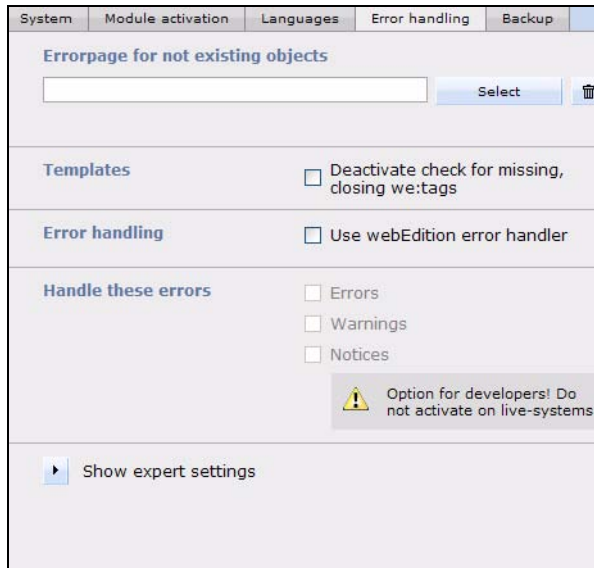 System Module activation Languages Error handling Backup
Errorpage for not existing objects
Select
Templates
Deactivate check for missing,
closing we:tags
Error handling
Use webEdition error handler
Handle these errors
Errors
Warnings
Notices
Option for developers! Do
not activate on live-systems
Show expert settings